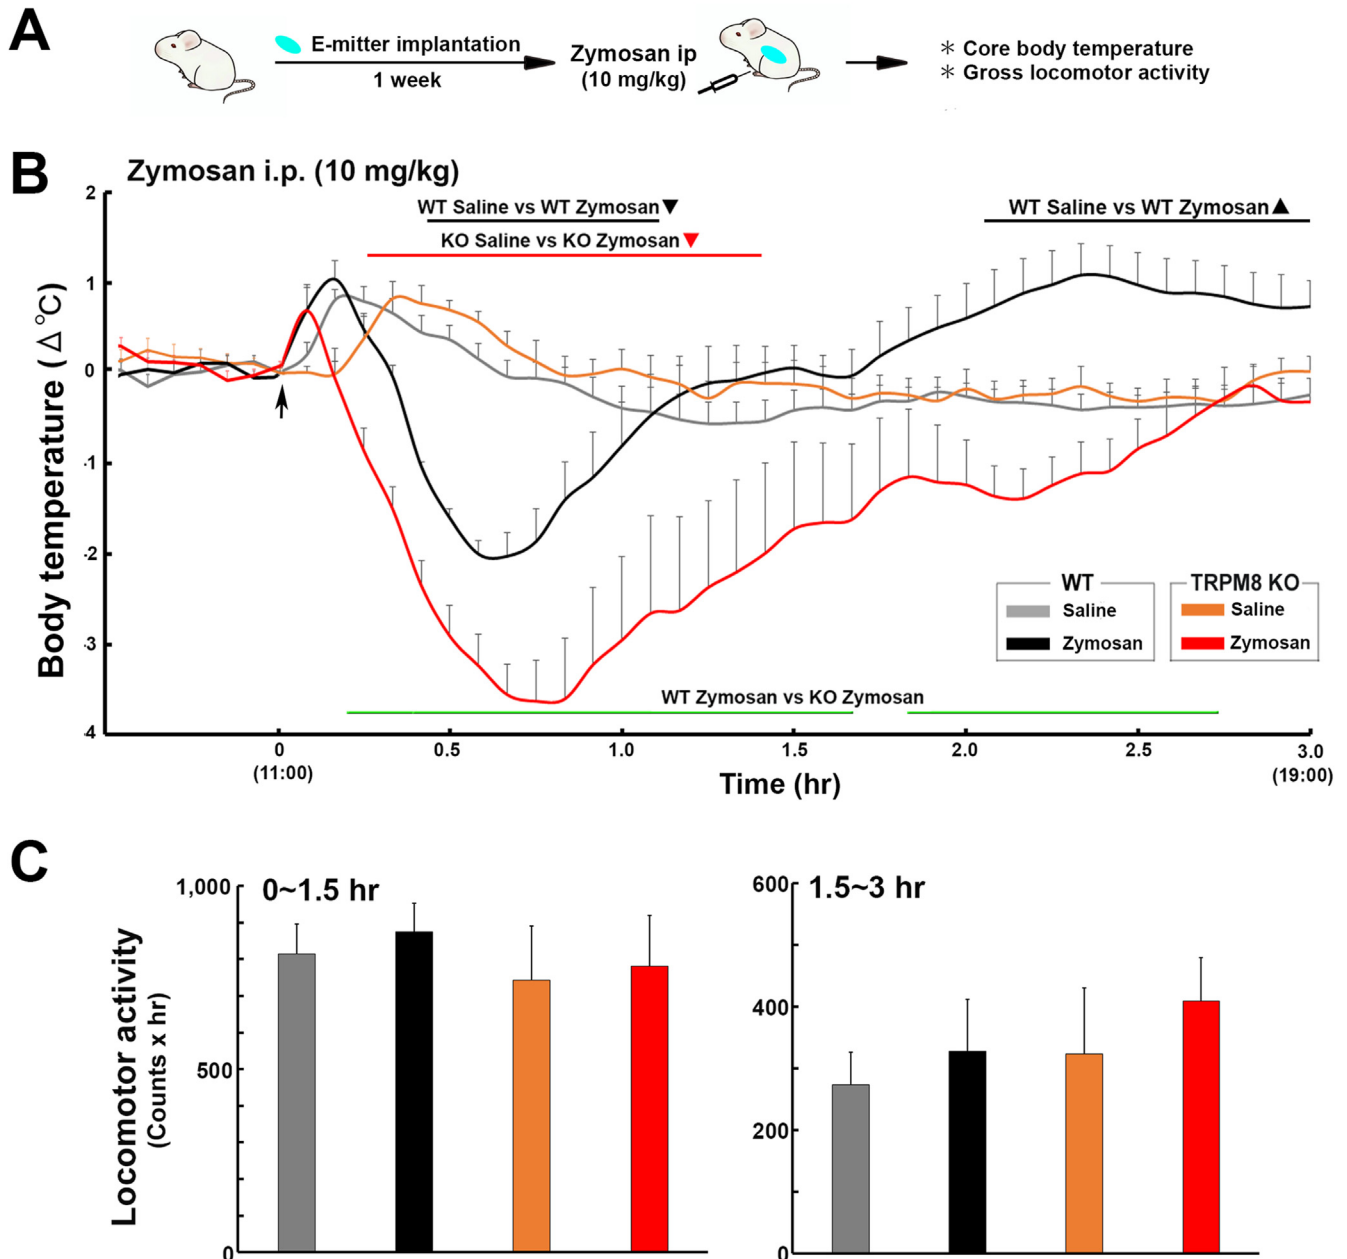 A
E-mitter implantation
1 week
Zymosan ip
(10 mg/kg)
* Core body temperature
* Gross locomotor activity
B
Zymosan i.p. (10 mg/kg)
WT Saline vs WT Zymosan▼
KO Saline vs KO Zymosan▼
WT Saline vs WT Zymosan▲
Body temperature (Δ°C)
2
1
0
-1
-2
-3
-4
WT
Saline
Zymosan
TRPM8 KO
Saline
Zymosan
WT Zymosan vs KO Zymosan
0 0.5 1.0 1.5 2.0 2.5 3.0
(11:00) (19:00)
Time (hr)
C
Locomotor activity
(Counts x hr)
0~1.5 hr
1,000
500
0
1.5~3 hr
600
400
200
0